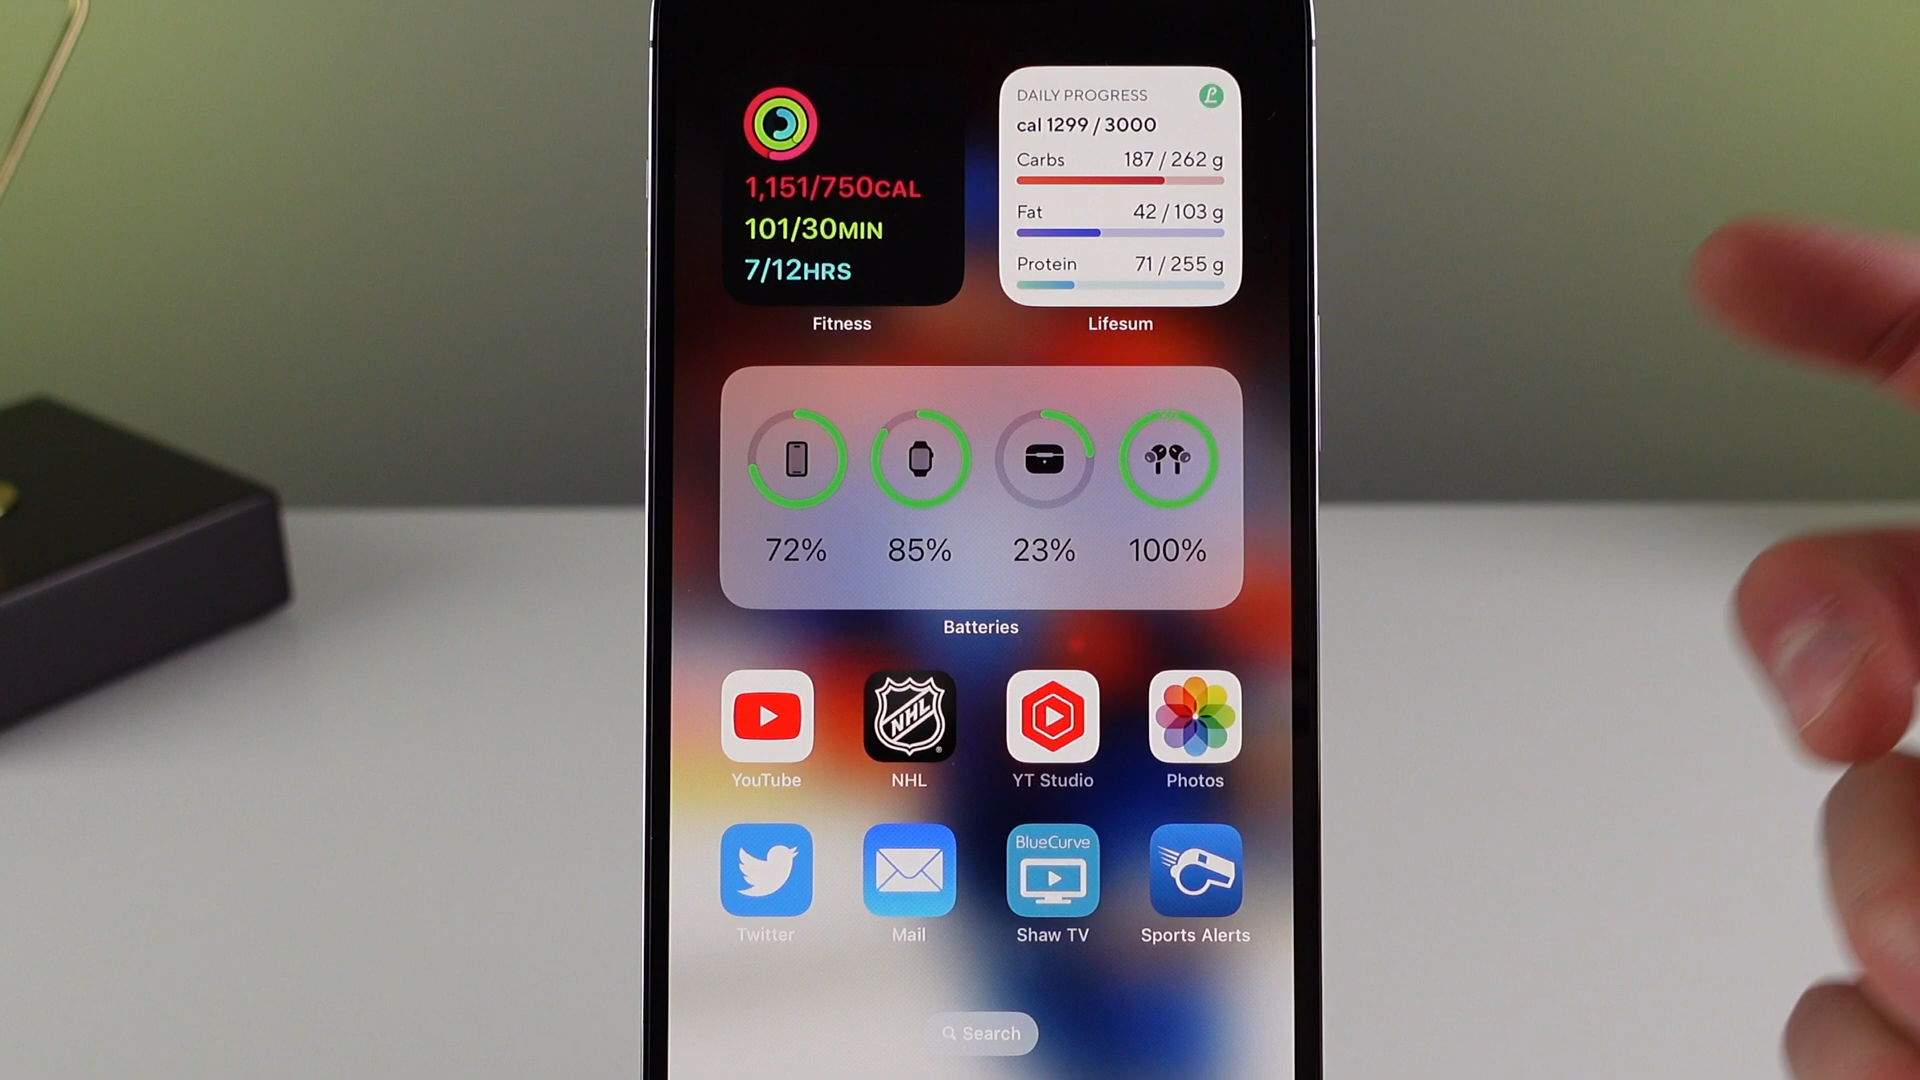 1,151/750CAL
101/30MIN
7/12HRS
Fitness
DAILY PROGRESS
L
cal 1299 / 3000
Carbs 187 / 262 g
Fat 42 / 103 g
Protein 71 / 255 g
Lifesum
72% 85% 23% 100%
Batteries
NHL
YouTube NHL YT Studio Photos
BlueCurve
Twitter Mail Shaw TV Sports Alerts
Search